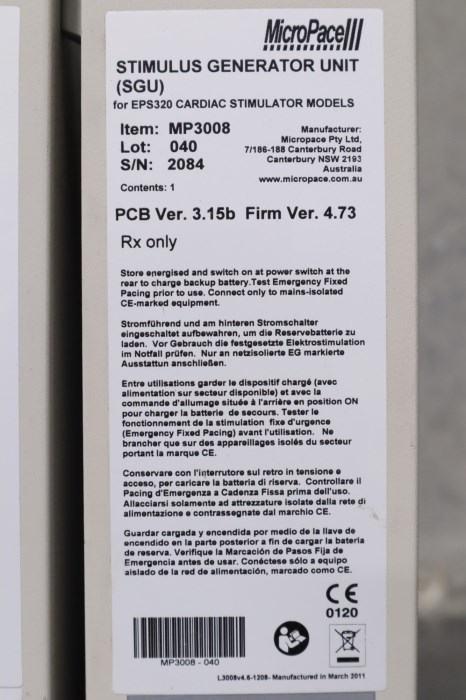 MicroPaceIII
STIMULUS GENERATOR UNIT
(SGU)
for EPS320 CARDIAC STIMULATOR MODELS
Item: MP3008
Lot: 040
S/N: 2084
Contents: 1
Manufacturer:
Micropace Pty Ltd,
7/186-188 Canterbury Road
Canterbury NSW 2193
Australia
www.micropace.com.au
PCB Ver. 3.15b Firm Ver. 4.73
Rx only
Store energised and switch on at power switch at the
rear to charge backup battery.Test Emergency Fixed
Pacing prior to use. Connect only to mains-isolated
CE-marked equipment.
Stromführend und am hinteren Stromschalter
eingeschaltet aufbewahren, um die Reservebatterie zu
laden. Vor Gebrauch die festgesetzte Elektrostimulation
im Notfall prüfen. Nur an netzisolierte EG markierte
Ausstattun anschließen.
Entre utilisations garder le dispositif chargé (avec
alimentation sur secteur disponible) et avec la
commande d'allumage située à l'arrière en position ON
pour charger la batterie de secours. Tester le
fonctionnement de la stimulation fixe d'urgence
(Emergency Fixed Pacing) avant l'utilisation. Ne
brancher que sur des appareillages isolés du secteur
portant la marque CE.
Conservare con l'interrutore sul retro in tensione e
acceso, per caricare la batteria di riserva. Controllare il
Pacing d'Emergenza a Cadenza Fissa prima dell'uso.
Allacciarsi solamente ad attrezzature isolate dalla rete di
alimentazione e contrassegnate dal marchio CE.
Guardar cargada y encendida por medio de la llave de
encendido en la parte posterior a fin de cargar la batería
de reserva. Verifique la Marcación de Pasos Fija de
Emergencia antes de usar. Conéctese sólo a equipo
aislado de la red de alimentación, marcado como CE.
CE
0120
MP3008 - 040
L3008v4.6-1208- Manufactured in March 2011